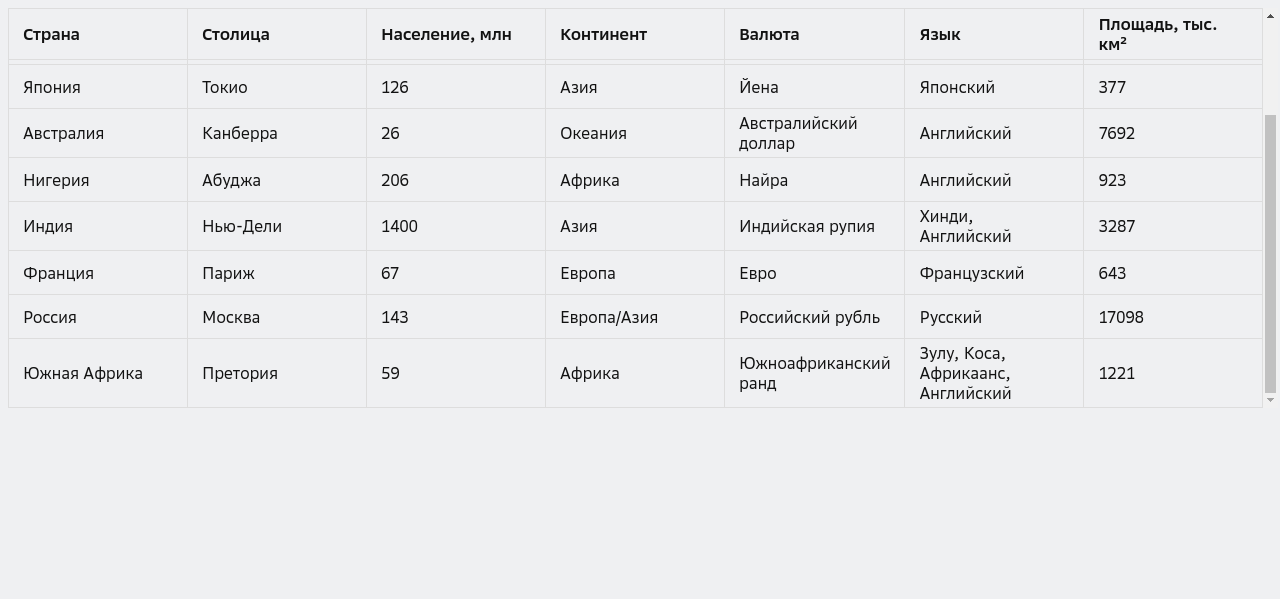 Страна Столица Население, млн Континент Валюта Язык Площадь, тыс. км²
Япония Токио 126 Азия Йена Японский 377
Австралия Канберра 26 Океания Австралийский доллар Английский 7692
Нигерия Абуджа 206 Африка Найра Английский 923
Индия Нью-Дели 1400 Азия Индийская рупия Хинди, Английский 3287
Франция Париж 67 Европа Евро Французский 643
Россия Москва 143 Европа/Азия Российский рубль Русский 17098
Южная Африка Претория 59 Африка Южноафриканский ранд Зулу, Коса, Африкаанс, Английский 1221